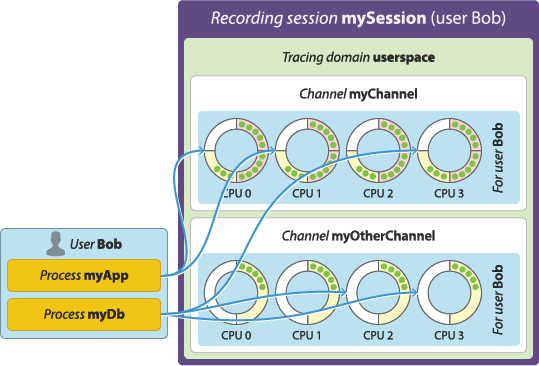 Recording session mySession (user Bob)
Tracing domain userspace
Channel myChannel
CPU 0 CPU 1 CPU 2 CPU 3
For user Bob
User Bob
Process myApp
Process myDb
Channel myOtherChannel
CPU 0 CPU 1 CPU 2 CPU 3
For user Bob